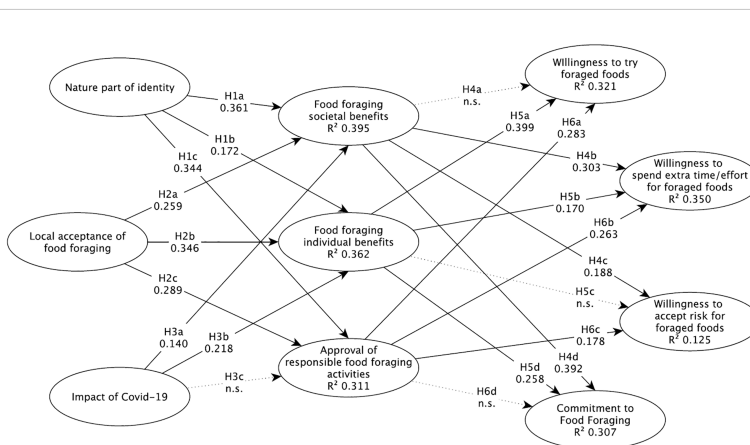 Nature part of identity
Local acceptance of
food foraging
Impact of Covid-19
H1a
0.361
H1b
0.172
H1c
0.344
H2a
0.259
H2b
0.346
H2c
0.289
H3a
0.140
H3b
0.218
H3c
n.s.
Food foraging
societal benefits
R² 0.395
Food foraging
individual benefits
R² 0.362
Approval of
responsible food foraging
activities
R² 0.311
H4a
n.s.
H5a
0.399
H6a
0.283
H4b
0.303
H5b
0.170
H6b
0.263
H4c
0.188
H5c
n.s.
H6c
0.178
H4d
0.392
H5d
0.258
H6d
n.s.
WIllingness to try
foraged foods
R² 0.321
Willingness to
spend extra time/effort
for foraged foods
R² 0.350
Willingness to
accept risk for
foraged foods
R² 0.125
Commitment to
Food Foraging
R² 0.307